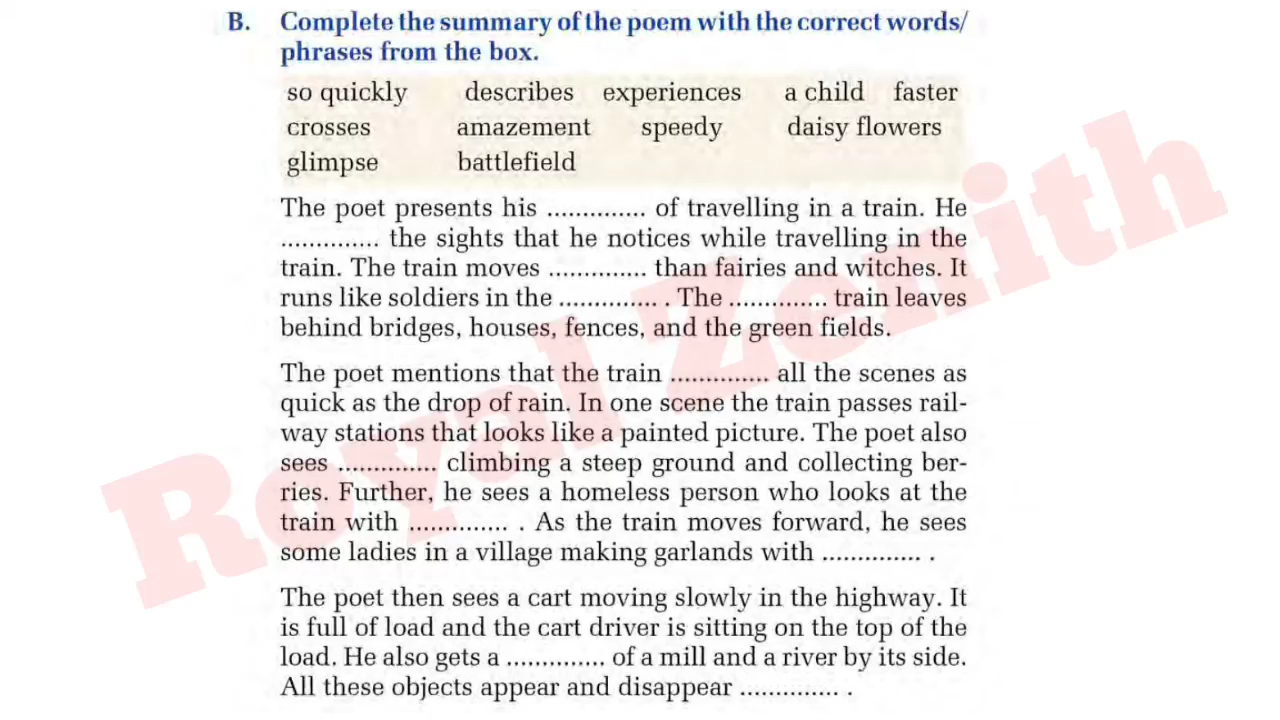 B. Complete the summary of the poem with the correct words/
phrases from the box.
so quickly describes experiences a child faster
crosses amazement speedy daisy flowers
glimpse battlefield
The poet presents his .............. of travelling in a train. He
.............. the sights that he notices while travelling in the
train. The train moves .............. than fairies and witches. It
runs like soldiers in the .............. . The .............. train leaves
behind bridges, houses, fences, and the green fields.
The poet mentions that the train .............. all the scenes as
quick as the drop of rain. In one scene the train passes rail-
way stations that looks like a painted picture. The poet also
sees .............. climbing a steep ground and collecting ber-
ries. Further, he sees a homeless person who looks at the
train with .............. . As the train moves forward, he sees
some ladies in a village making garlands with .............. .
The poet then sees a cart moving slowly in the highway. It
is full of load and the cart driver is sitting on the top of the
load. He also gets a .............. of a mill and a river by its side.
All these objects appear and disappear .............. .
Royal Zenith